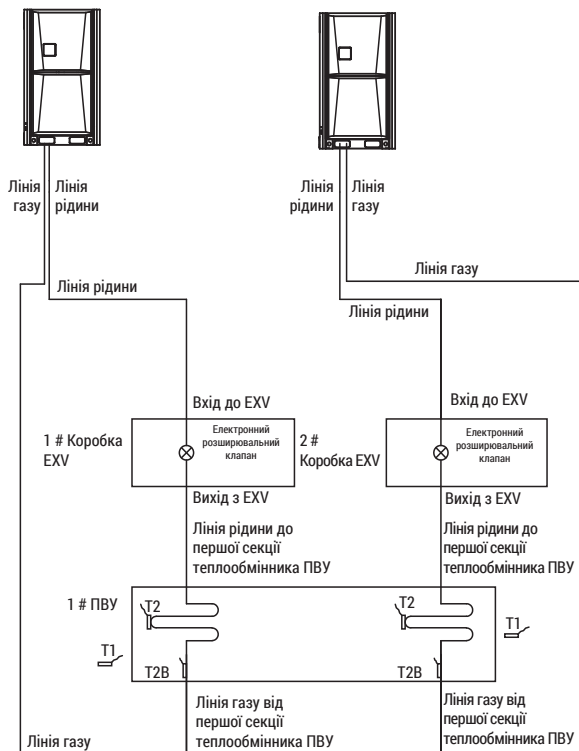 Лінія
газу
Лінія
рідини
Лінія
рідини
Лінія
газу
Лінія газу
Лінія рідини
Лінія рідини
Вхід до EXV
Вхід до EXV
1 # Коробка
EXV
Електронний
розширювальний
клапан
2 #
Коробка EXV
Електронний
розширювальний
клапан
Вихід з EXV
Вихід з EXV
Лінія рідини до
першої секції
теплообмінника ПВУ
Лінія рідини до
першої секції
теплообмінника ПВУ
1 # ПВУ
T2
T2
T1
T1
T2B
T2B
Лінія газу
Лінія газу від
першої секції
теплообмінника ПВУ
Лінія газу від
першої секції
теплообмінника ПВУ